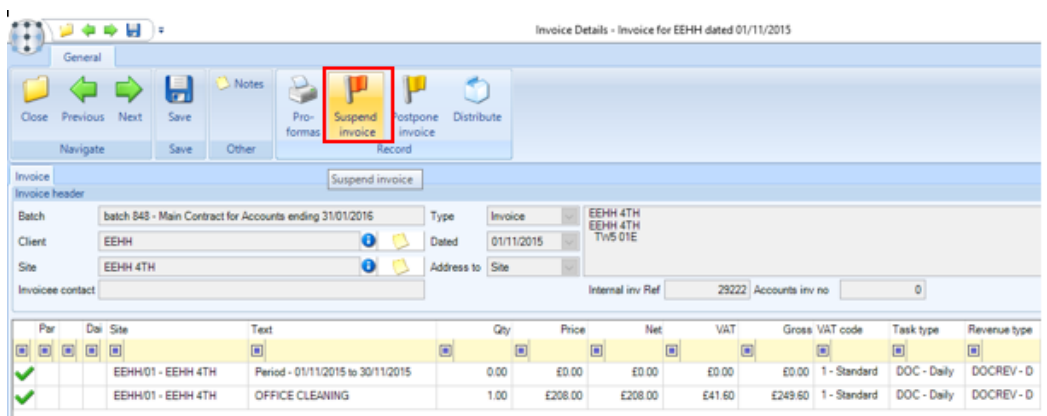 Invoice Details - Invoice for EEHH dated 01/11/2015
General
Close Previous Next Save Notes Pro-formas Suspend invoice Postpone invoice Distribute
Navigate Save Other Record
Suspend invoice
Invoice
Invoice header
Batch batch 848 - Main Contract for Accounts ending 31/01/2016 Type Invoice EEHH 4TH
EEHH 4TH
Client EEHH Dated 01/11/2015 TW5 01E
Site EEHH 4TH Address to Site
Invoicee contact Internal inv Ref 29222 Accounts inv no 0
Par Dai Site Text Qty Price Net VAT Gross VAT code Task type Revenue type
EEHH/01 - EEHH 4TH Period - 01/11/2015 to 30/11/2015 0.00 £0.00 £0.00 £0.00 £0.00 1 - Standard DOC - Daily DOCREV - D
EEHH/01 - EEHH 4TH OFFICE CLEANING 1.00 £208.00 £208.00 £41.60 £249.60 1 - Standard DOC - Daily DOCREV - D